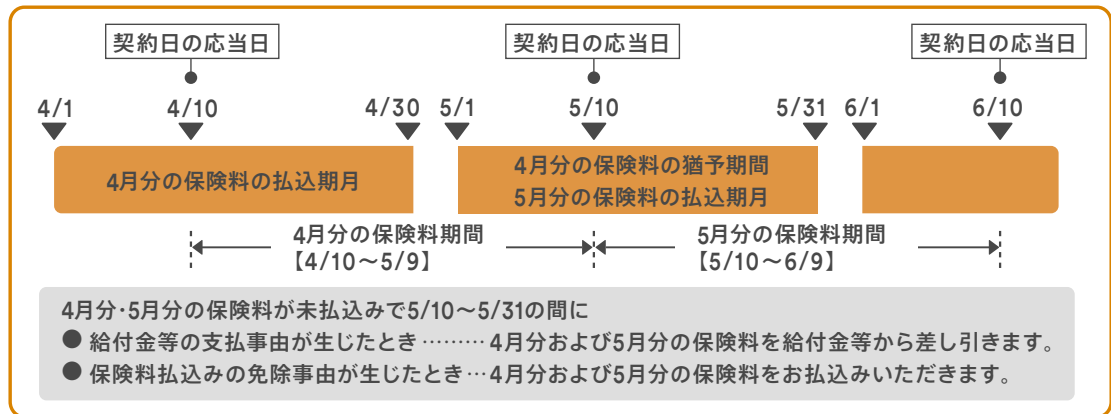 契約日の応当日 契約日の応当日 契約日の応当日
4/1 4/10 4/30 5/1 5/10 5/31 6/1 6/10
4月分の保険料の払込期月
4月分の保険料の猶予期間
5月分の保険料の払込期月
4月分の保険料期間
【4/10～5/9】
5月分の保険料期間
【5/10～6/9】
4月分・5月分の保険料が未払込みで5/10～5/31の間に
● 給付金等の支払事由が生じたとき………4月分および5月分の保険料を給付金等から差し引きます。
● 保険料払込みの免除事由が生じたとき…4月分および5月分の保険料をお払込みいただきます。